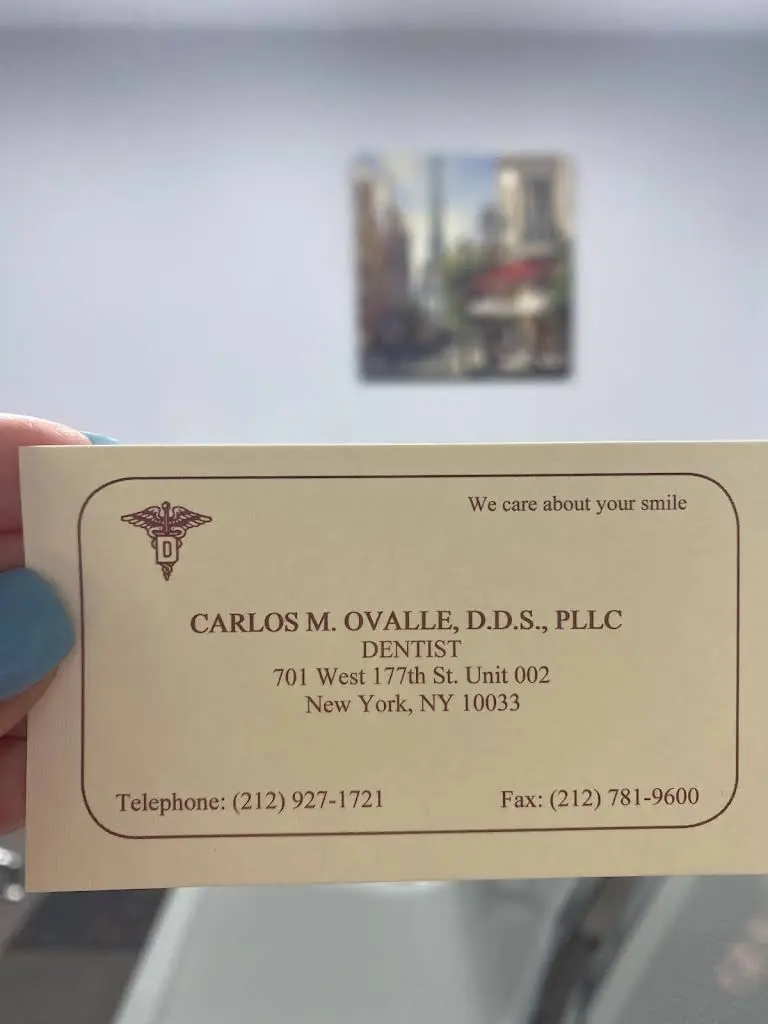 We care about your smile
D
CARLOS M. OVALLE, D.D.S., PLLC
DENTIST
701 West 177th St. Unit 002
New York, NY 10033
Telephone: (212) 927-1721
Fax: (212) 781-9600